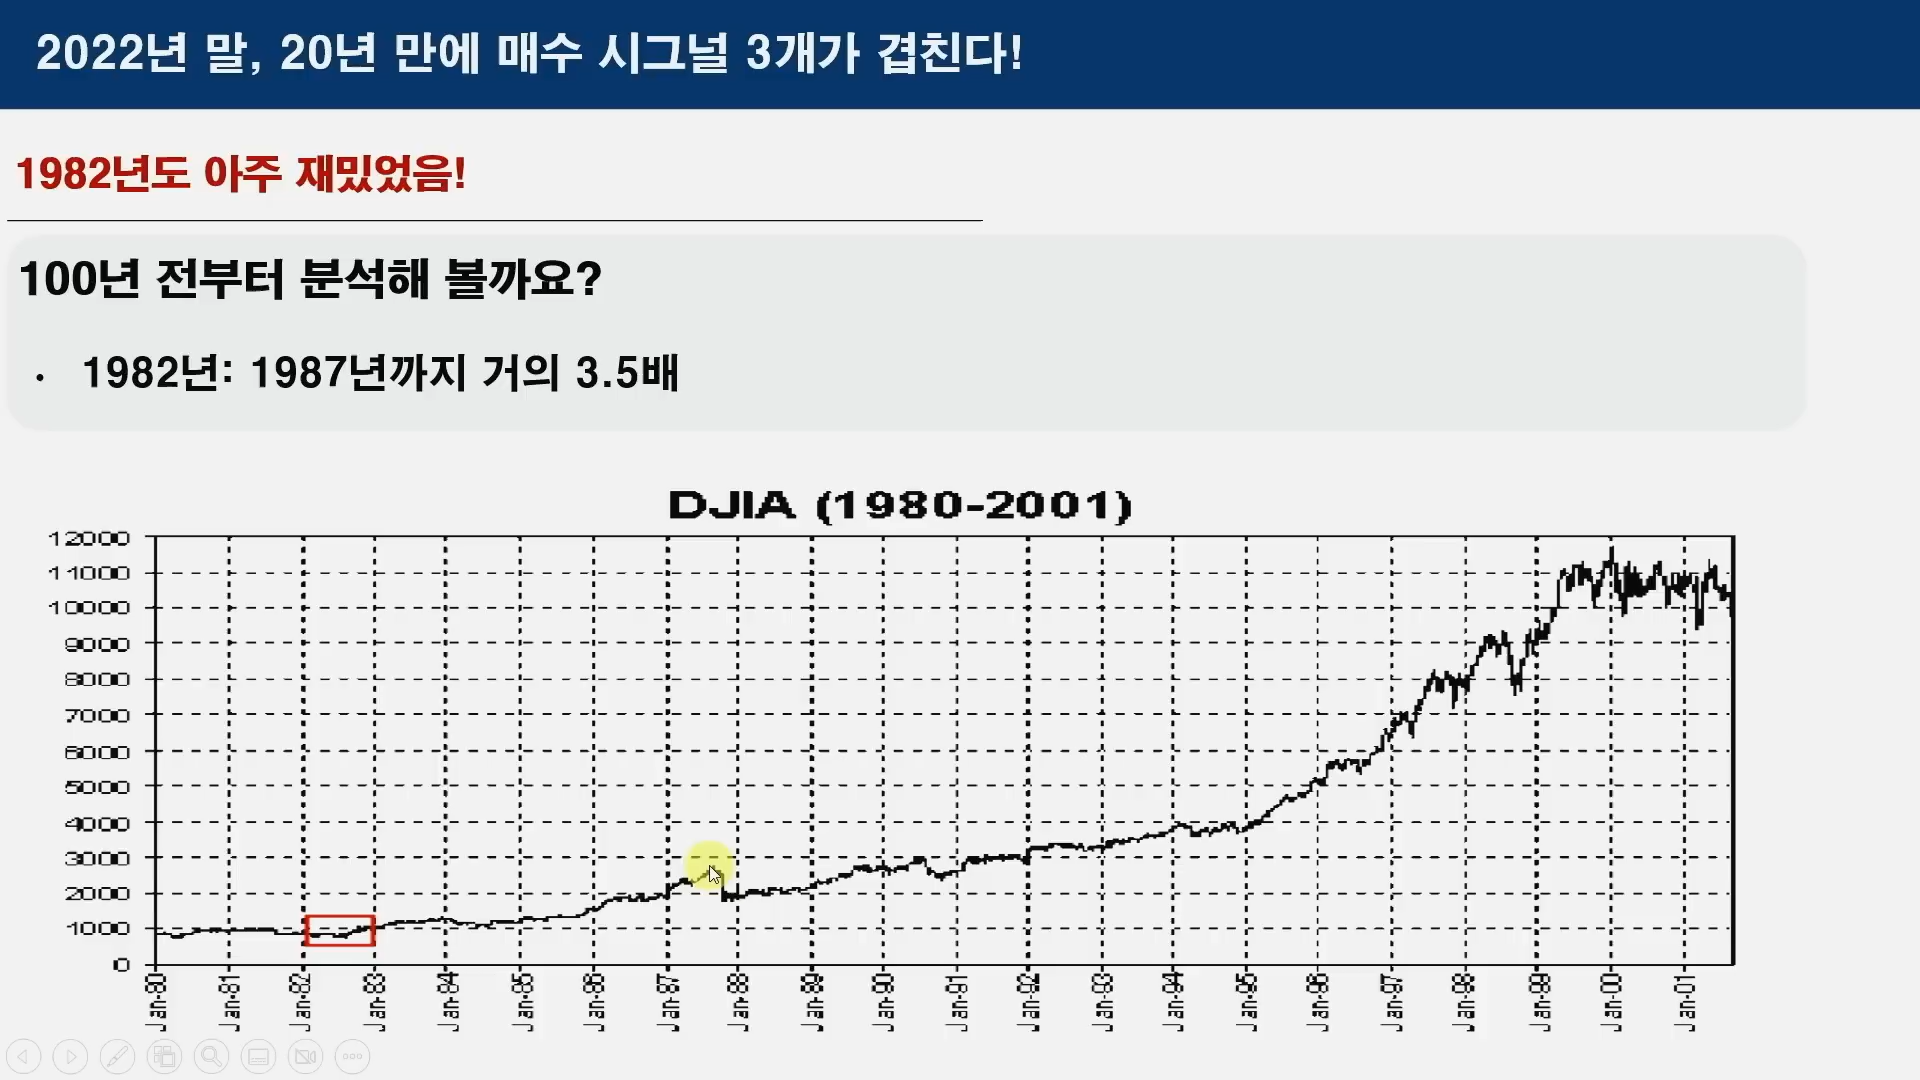 2022년 말, 20년 만에 매수 시그널 3개가 겹친다!
1982년도 아주 재밌었음!
100년 전부터 분석해 볼까요?
• 1982년: 1987년까지 거의 3.5배
DJIA (1980-2001)
12000
11000
10000
9000
8000
7000
6000
5000
4000
3000
2000
1000
0
Jan-80 Jan-81 Jan-82 Jan-83 Jan-84 Jan-85 Jan-86 Jan-87 Jan-88 Jan-89 Jan-90 Jan-91 Jan-92 Jan-93 Jan-94 Jan-95 Jan-96 Jan-97 Jan-98 Jan-99 Jan-00 Jan-01